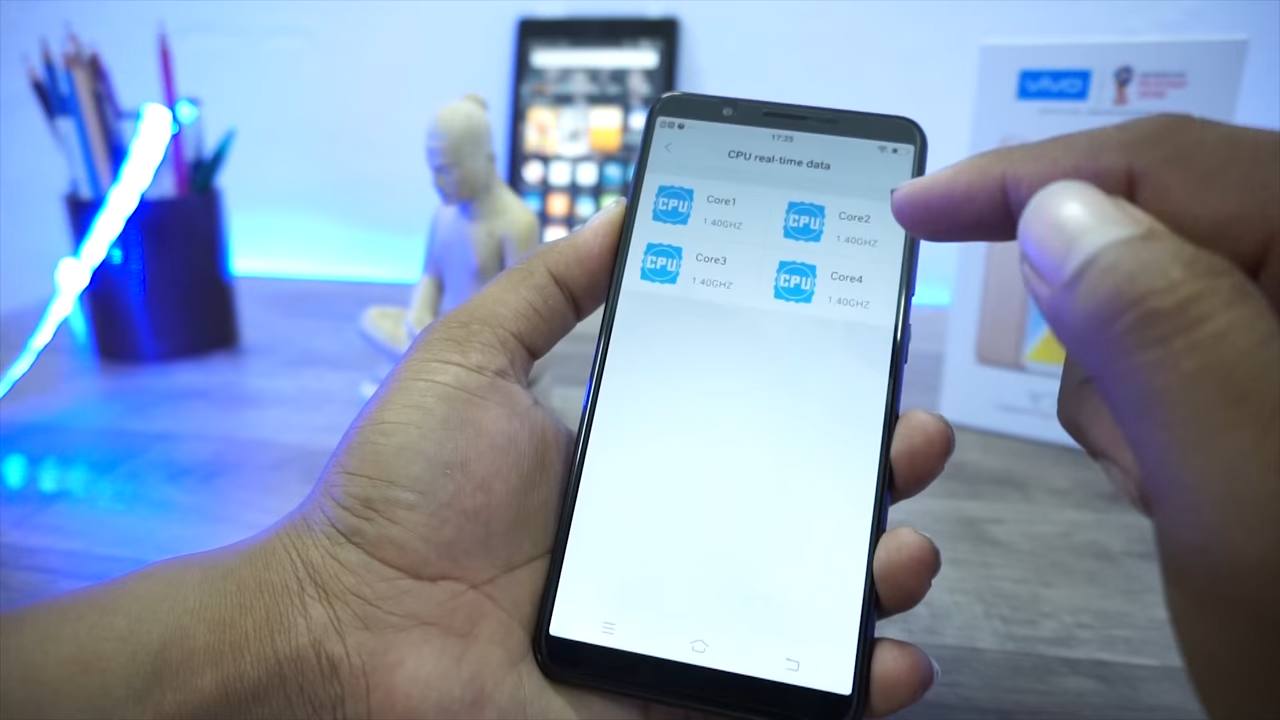 vivo
17:35
CPU real-time data
CPU Core1
1.40GHZ
CPU Core2
1.40GHZ
CPU Core3
1.40GHZ
CPU Core4
1.40GHZ